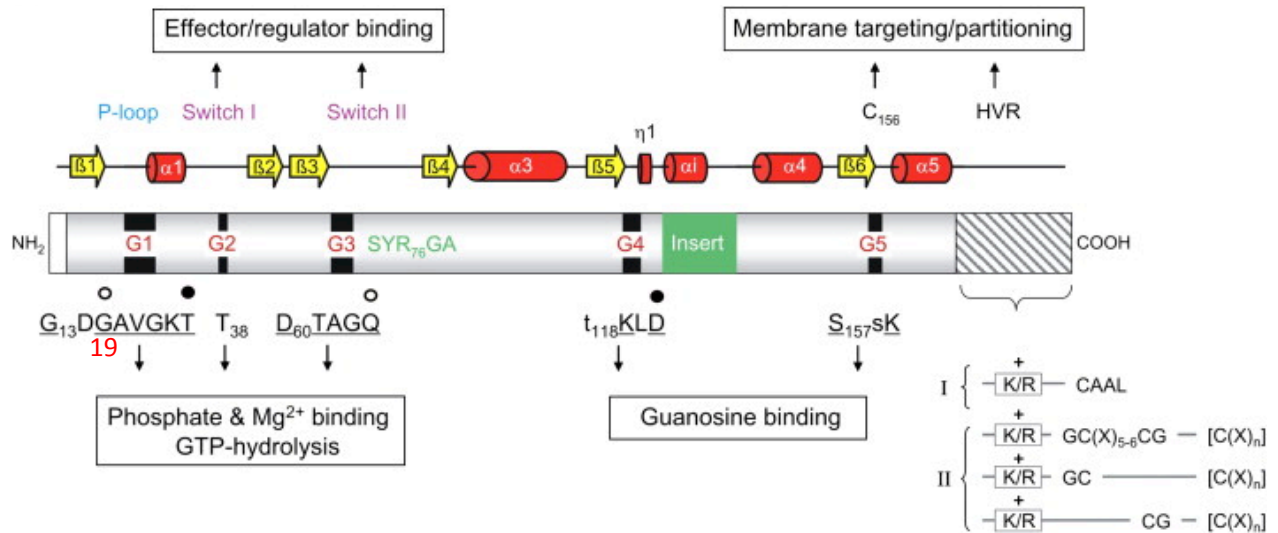 Effector/regulator binding
Membrane targeting/partitioning
P-loop Switch I Switch II C₁₅₆ HVR
η1
ß1 α1 ß2 ß3 ß4 α3 ß5 αi α4 ß6 α5
NH₂ G1 G2 G3 SYR₇₆GA G4 Insert G5 COOH
G₁₃DGAVGKT T₃₈ D₆₀TAGQ t₁₁₈KLD S₁₅₇sK
19
Phosphate & Mg²⁺ binding
GTP-hydrolysis
Guanosine binding
+
I K/R CAAL
+
K/R GC(X)₅₋₆CG [C(X)ₙ]
+
II K/R GC [C(X)ₙ]
+
K/R CG [C(X)ₙ]